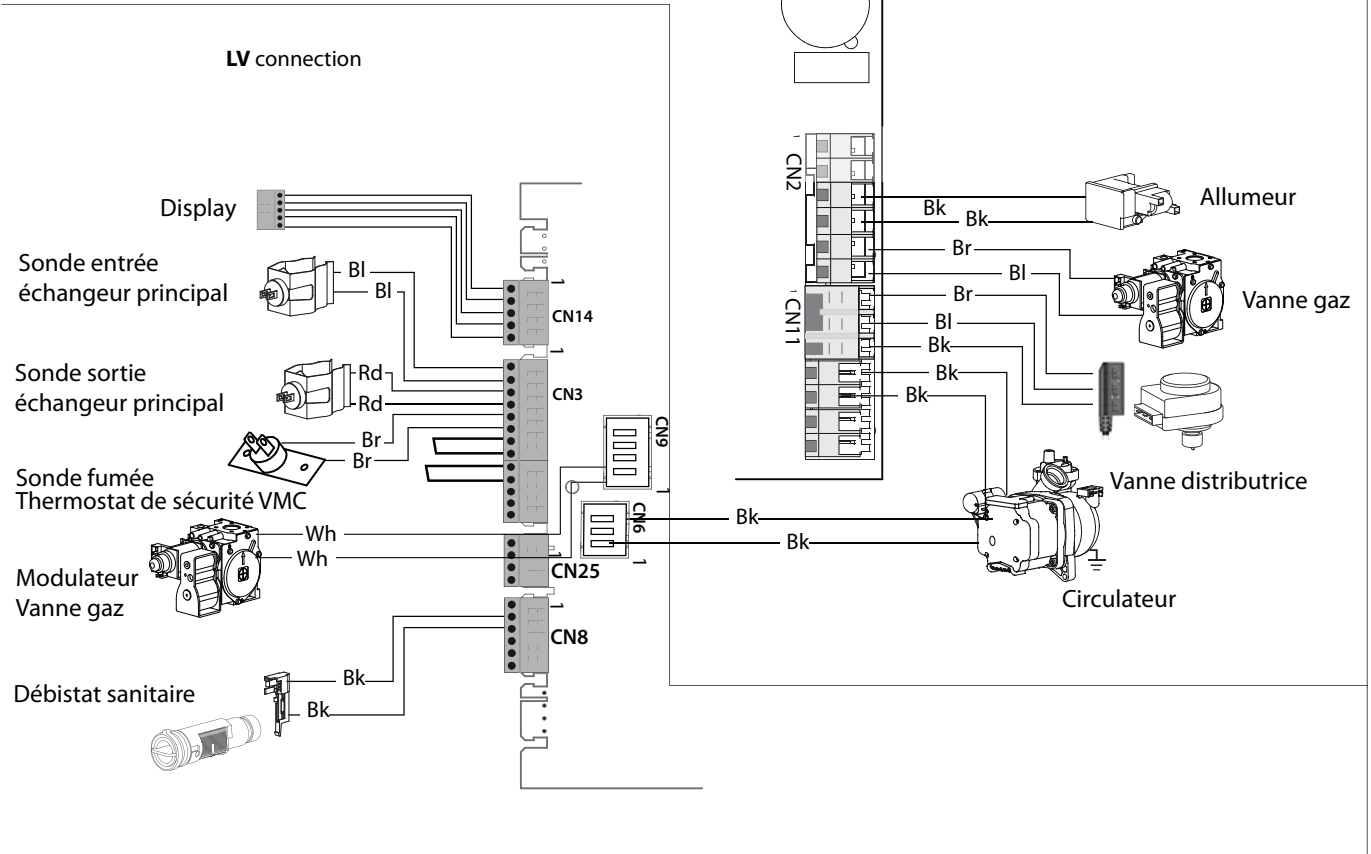 LV connection
Display
Sonde entrée
échangeur principal
Bl
Bl
1
CN14
Sonde sortie
échangeur principal
Rd
Rd
1
CN3
Br
Br
Sonde fumée
Thermostat de sécurité VMC
CN9
1
Wh
Wh
Modulateur
Vanne gaz
CN6
1
1
CN25
1
CN8
Débistat sanitaire
Bk
Bk
1
CN2
Bk
Bk
Allumeur
Br
Bl
Vanne gaz
1
CN11
Br
Bl
Bk
Bk
Bk
Vanne distributrice
Bk
Bk
Circulateur